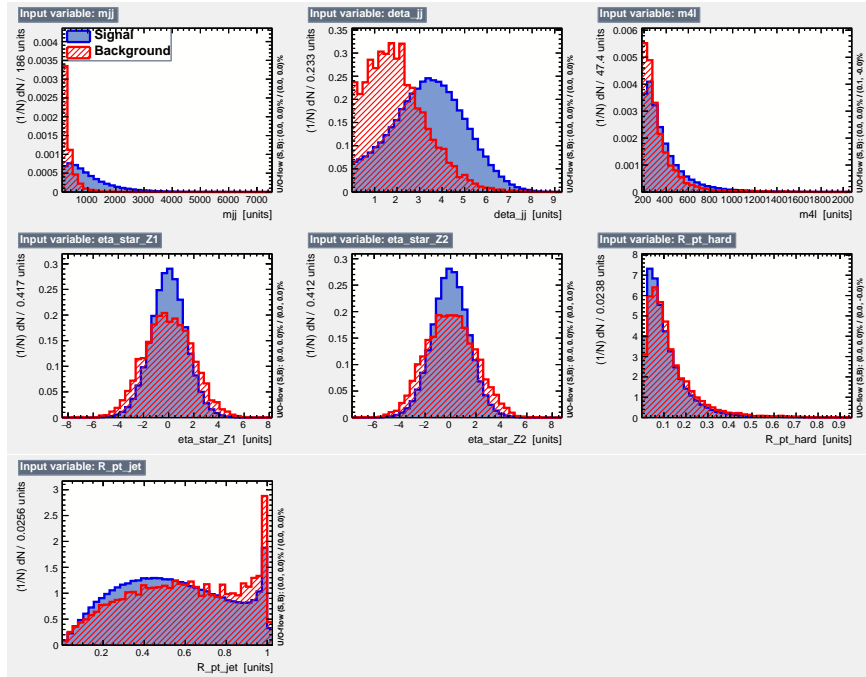 Input variable: mjj
Signal
Background
(1/N) dN / 186 units
0.004
0.0035
0.003
0.0025
0.002
0.0015
0.001
0.0005
1000 2000 3000 4000 5000 6000 7000
mjj [units]
U/O-flow (S,B): (0.0, 0.0)% / (0.0, 0.0)%
Input variable: deta_jj
(1/N) dN / 0.233 units
0.35
0.3
0.25
0.2
0.15
0.1
0.05
0
1 2 3 4 5 6 7 8 9
deta_jj [units]
U/O-flow (S,B): (0.0, 0.0)% / (0.0, 0.0)%
Input variable: m4l
(1/N) dN / 47.4 units
0.006
0.005
0.004
0.003
0.002
0.001
200 400 600 800 1000 1200 1400 1600 1800 2000
m4l [units]
U/O-flow (S,B): (0.0, 0.0)% / (0.1, -0.0)%
Input variable: eta_star_Z1
(1/N) dN / 0.417 units
0.3
0.25
0.2
0.15
0.1
0.05
0
−8 −6 −4 −2 0 2 4 6 8
eta_star_Z1 [units]
U/O-flow (S,B): (0.0, 0.0)% / (0.0, 0.0)%
Input variable: eta_star_Z2
(1/N) dN / 0.412 units
0.3
0.25
0.2
0.15
0.1
0.05
0
−6 −4 −2 0 2 4 6 8
eta_star_Z2 [units]
U/O-flow (S,B): (0.0, 0.0)% / (0.0, 0.0)%
Input variable: R_pt_hard
(1/N) dN / 0.0238 units
8
7
6
5
4
3
2
1
0
0.1 0.2 0.3 0.4 0.5 0.6 0.7 0.8 0.9
R_pt_hard [units]
U/O-flow (S,B): (0.0, 0.0)% / (0.0, -0.0)%
Input variable: R_pt_jet
(1/N) dN / 0.0256 units
3
2.5
2
1.5
1
0.5
0
0.2 0.4 0.6 0.8 1
R_pt_jet [units]
U/O-flow (S,B): (0.0, 0.0)% / (0.0, 0.0)%